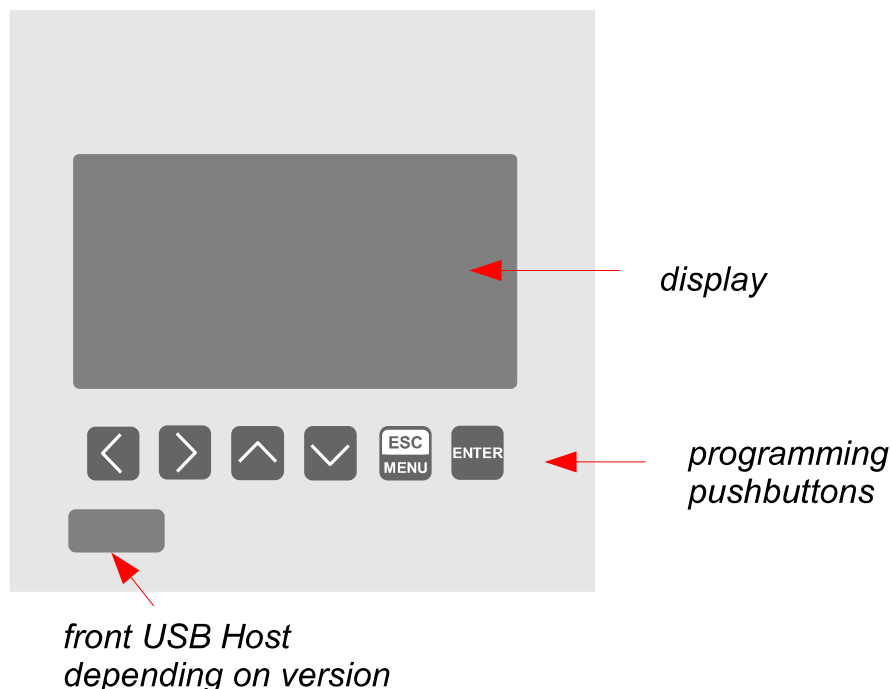 display
ESC
MENU
ENTER
programming
pushbuttons
front USB Host
depending on version